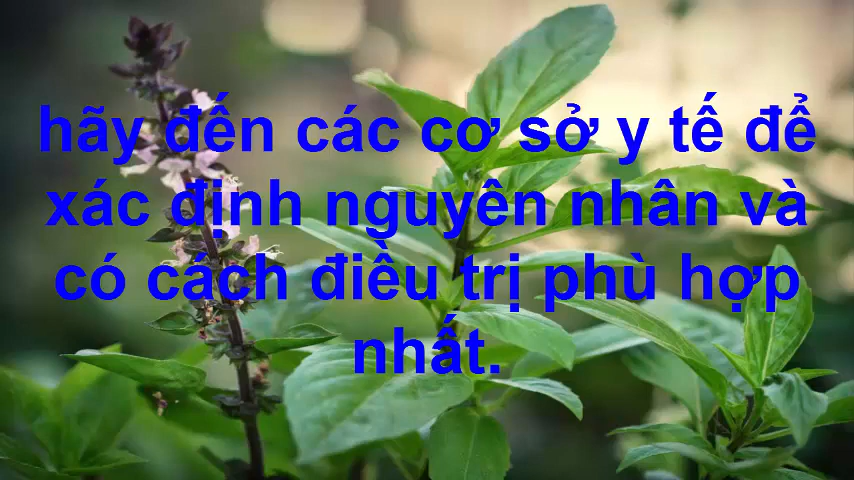 hãy đến các cơ sở y tế để
xác định nguyên nhân và
có cách điều trị phù hợp
nhất.